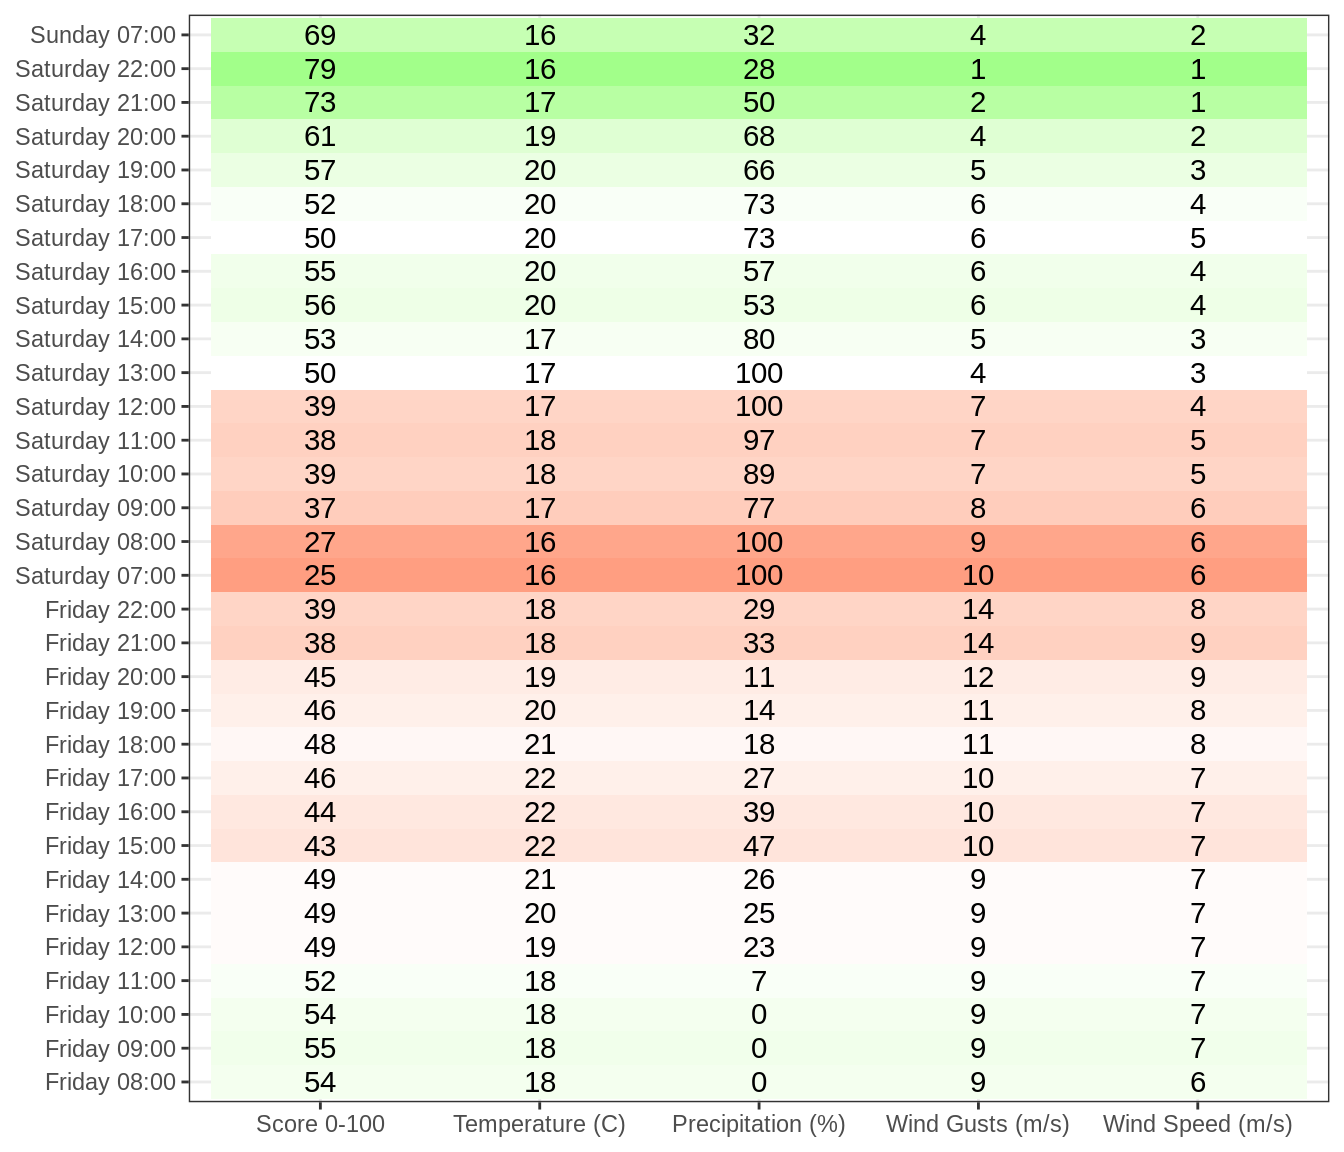 Sunday 07:00 69 16 32 4 2
Saturday 22:00 79 16 28 1 1
Saturday 21:00 73 17 50 2 1
Saturday 20:00 61 19 68 4 2
Saturday 19:00 57 20 66 5 3
Saturday 18:00 52 20 73 6 4
Saturday 17:00 50 20 73 6 5
Saturday 16:00 55 20 57 6 4
Saturday 15:00 56 20 53 6 4
Saturday 14:00 53 17 80 5 3
Saturday 13:00 50 17 100 4 3
Saturday 12:00 39 17 100 7 4
Saturday 11:00 38 18 97 7 5
Saturday 10:00 39 18 89 7 5
Saturday 09:00 37 17 77 8 6
Saturday 08:00 27 16 100 9 6
Saturday 07:00 25 16 100 10 6
Friday 22:00 39 18 29 14 8
Friday 21:00 38 18 33 14 9
Friday 20:00 45 19 11 12 9
Friday 19:00 46 20 14 11 8
Friday 18:00 48 21 18 11 8
Friday 17:00 46 22 27 10 7
Friday 16:00 44 22 39 10 7
Friday 15:00 43 22 47 10 7
Friday 14:00 49 21 26 9 7
Friday 13:00 49 20 25 9 7
Friday 12:00 49 19 23 9 7
Friday 11:00 52 18 7 9 7
Friday 10:00 54 18 0 9 7
Friday 09:00 55 18 0 9 7
Friday 08:00 54 18 0 9 6
Score 0-100 Temperature (C) Precipitation (%) Wind Gusts (m/s) Wind Speed (m/s)